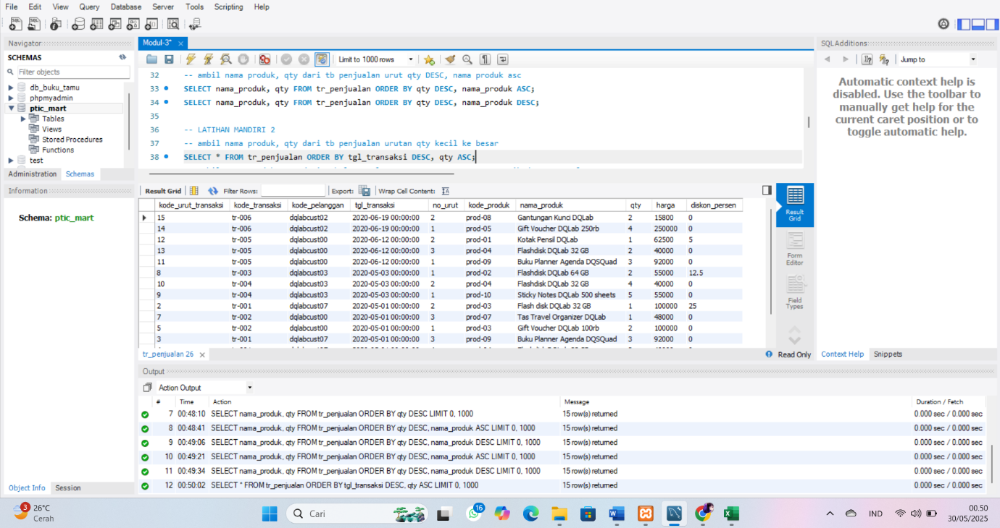 File Edit View Query Database Server Tools Scripting Help
Navigator
SCHEMAS
Filter objects
db_buku_tamu
phpmyadmin
ptic_mart
Tables
Views
Stored Procedures
Functions
test
Administration Schemas
Information
Schema: ptic_mart
Object Info Session
Modul-3*
Limit to 1000 rows
32 -- ambil nama produk, qty dari tb penjualan urut qty DESC, nama produk asc
33 SELECT nama_produk, qty FROM tr_penjualan ORDER BY qty DESC, nama_produk ASC;
34 SELECT nama_produk, qty FROM tr_penjualan ORDER BY qty DESC, nama_produk DESC;
35
36 -- LATIHAN MANDIRI 2
37 -- ambil nama produk, qty dari tb penjualan urutan qty kecil ke besar
38 SELECT * FROM tr_penjualan ORDER BY tgl_transaksi DESC, qty ASC;
Result Grid Filter Rows: Export: Wrap Cell Content:
kode_urut_transaksi kode_transaksi kode_pelanggan tgl_transaksi no_urut kode_produk nama_produk qty harga diskon_persen
15 tr-006 dqlabcust02 2020-06-19 00:00:00 2 prod-08 Gantungan Kunci DQLab 2 15800 0
14 tr-006 dqlabcust02 2020-06-19 00:00:00 1 prod-05 Gift Voucher DQLab 250rb 4 250000 0
12 tr-005 dqlabcust00 2020-06-12 00:00:00 2 prod-01 Kotak Pensil DQLab 1 62500 5
13 tr-005 dqlabcust00 2020-06-12 00:00:00 3 prod-04 Flashdisk DQLab 32 GB 2 40000 0
11 tr-005 dqlabcust00 2020-06-12 00:00:00 1 prod-09 Buku Planner Agenda DQSQuad 3 92000 0
8 tr-003 dqlabcust03 2020-05-03 00:00:00 1 prod-02 Flashdisk DQLab 64 GB 2 55000 12.5
10 tr-004 dqlabcust03 2020-05-03 00:00:00 2 prod-04 Flashdisk DQLab 32 GB 4 40000 0
9 tr-004 dqlabcust03 2020-05-03 00:00:00 1 prod-10 Sticky Notes DQLab 500 sheets 5 55000 0
2 tr-001 dqlabcust07 2020-05-01 00:00:00 2 prod-03 Flash disk DQLab 32 GB 1 100000 25
7 tr-002 dqlabcust00 2020-05-01 00:00:00 3 prod-07 Tas Travel Organizer DQLab 1 48000 0
5 tr-002 dqlabcust00 2020-05-01 00:00:00 1 prod-03 Gift Voucher DQLab 100rb 2 100000 0
3 tr-001 dqlabcust07 2020-05-01 00:00:00 3 prod-09 Buku Planner Agenda DQSQuad 3 92000 0
Result Grid
Form Editor
Field Types
tr_penjualan 26
Read Only
SQLAdditions
Jump to
Automatic context help is
disabled. Use the toolbar to
manually get help for the
current caret position or to
toggle automatic help.
Context Help Snippets
Output
Action Output
# Time Action Message Duration / Fetch
7 00:48:10 SELECT nama_produk, qty FROM tr_penjualan ORDER BY qty DESC LIMIT 0, 1000 15 row(s) returned 0.000 sec / 0.000 sec
8 00:48:41 SELECT nama_produk, qty FROM tr_penjualan ORDER BY qty DESC, nama_produk ASC LIMIT 0, 1000 15 row(s) returned 0.000 sec / 0.000 sec
9 00:49:06 SELECT nama_produk, qty FROM tr_penjualan ORDER BY qty DESC, nama_produk DESC LIMIT 0, 1000 15 row(s) returned 0.000 sec / 0.000 sec
10 00:49:21 SELECT nama_produk, qty FROM tr_penjualan ORDER BY qty DESC, nama_produk ASC LIMIT 0, 1000 15 row(s) returned 0.000 sec / 0.000 sec
11 00:49:34 SELECT nama_produk, qty FROM tr_penjualan ORDER BY qty DESC, nama_produk DESC LIMIT 0, 1000 15 row(s) returned 0.000 sec / 0.000 sec
12 00:50:02 SELECT * FROM tr_penjualan ORDER BY tgl_transaksi DESC, qty ASC LIMIT 0, 1000 15 row(s) returned 0.000 sec / 0.000 sec
3 26°C
Cerah
Cari
16
IND
00.50
30/05/2025